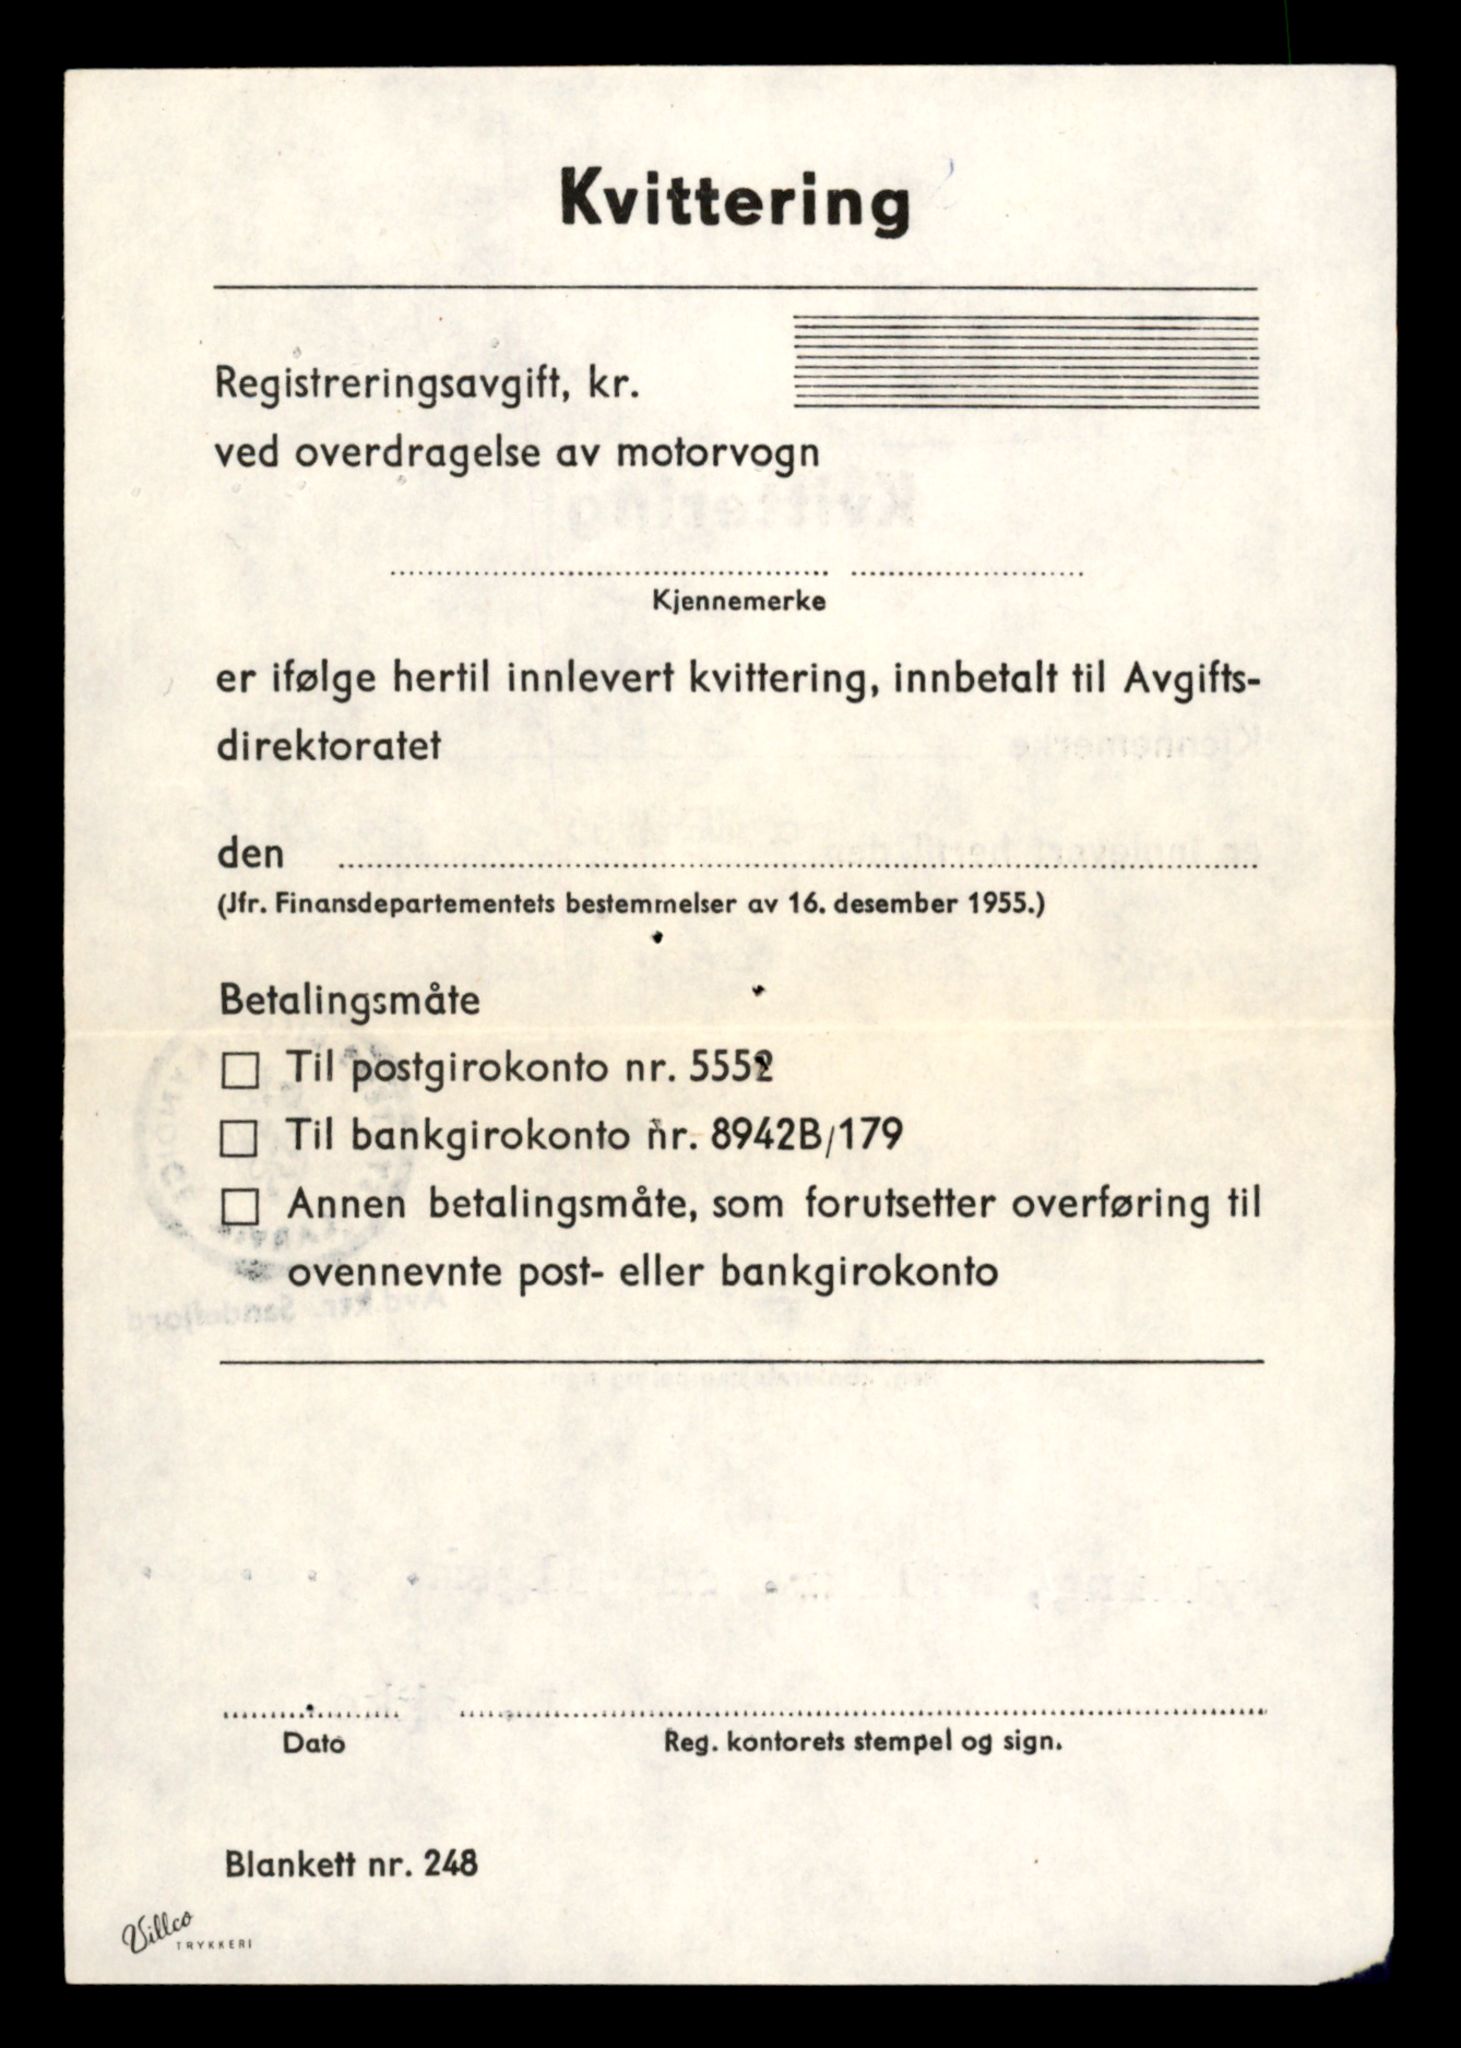 Kvittering
Registreringsavgift, kr.
ved overdragelse av motorvogn
Kjennemerke
er ifølge hertil innlevert kvittering, innbetalt til Avgifts-
direktoratet
den
(Jfr. Finansdepartementets bestemmelser av 16. desember 1955.)
Betalingsmåte
Til postgirokonto nr. 5552
Til bankgirokonto nr. 8942B/179
Annen betalingsmåte, som forutsetter overføring til
ovennevnte post- eller bankgirokonto
Dato
Reg. kontorets stempel og sign.
Blankett nr. 248
Villco
TRYKKERI